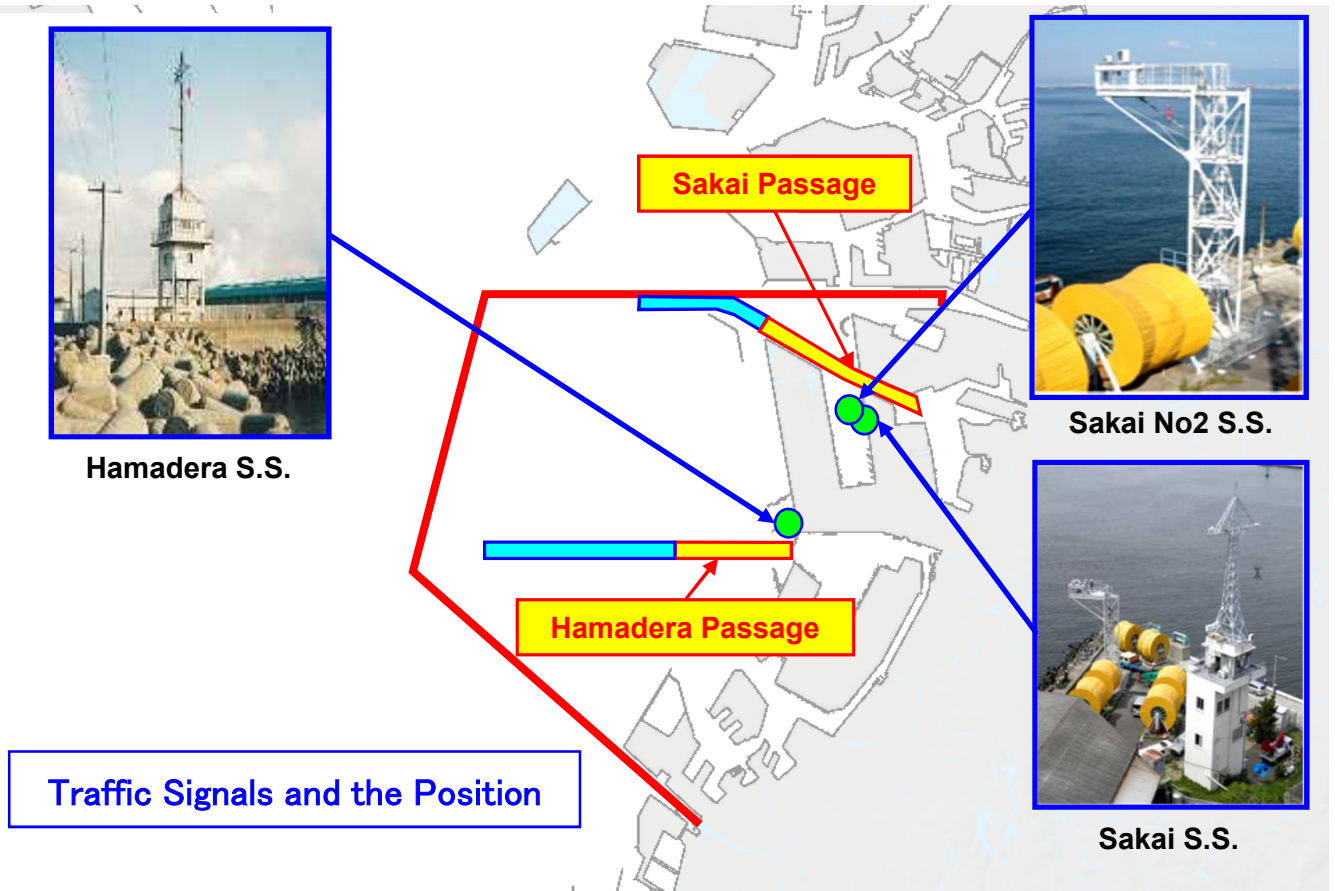 Sakai Passage
Sakai No2 S.S.
Hamadera S.S.
Hamadera Passage
Traffic Signals and the Position
Sakai S.S.